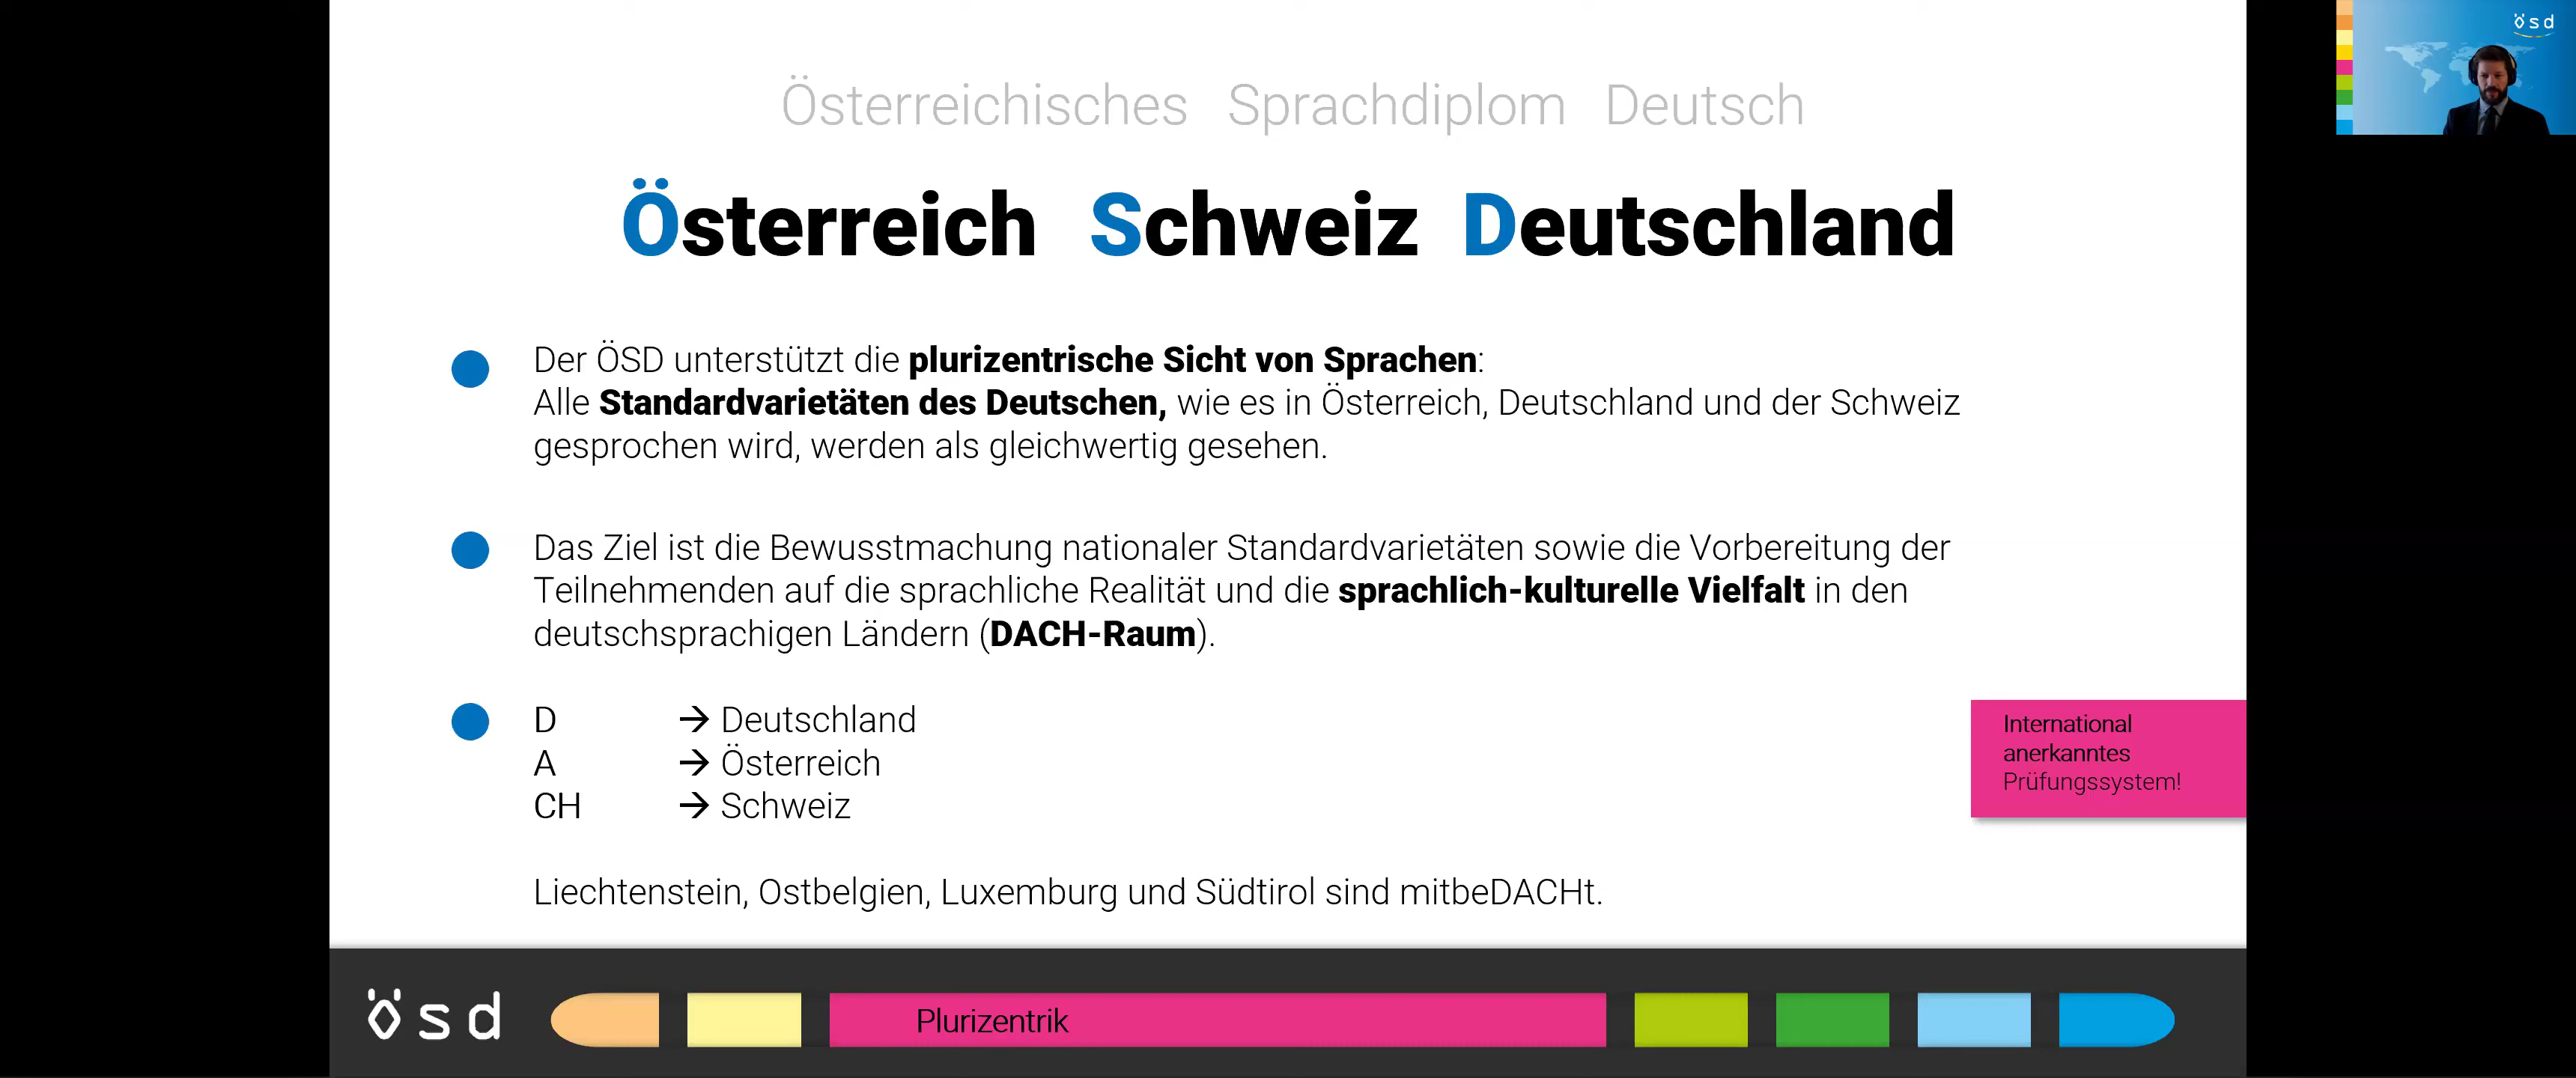 ösd
Österreichisches Sprachdiplom Deutsch
Österreich Schweiz Deutschland
Der ÖSD unterstützt die plurizentrische Sicht von Sprachen:
Alle Standardvarietäten des Deutschen, wie es in Österreich, Deutschland und der Schweiz
gesprochen wird, werden als gleichwertig gesehen.
Das Ziel ist die Bewusstmachung nationaler Standardvarietäten sowie die Vorbereitung der
Teilnehmenden auf die sprachliche Realität und die sprachlich-kulturelle Vielfalt in den
deutschsprachigen Ländern (DACH-Raum).
D → Deutschland
A → Österreich
CH → Schweiz
International
anerkanntes
Prüfungssystem!
Liechtenstein, Ostbelgien, Luxemburg und Südtirol sind mitbeDACHt.
ösd
Plurizentrik